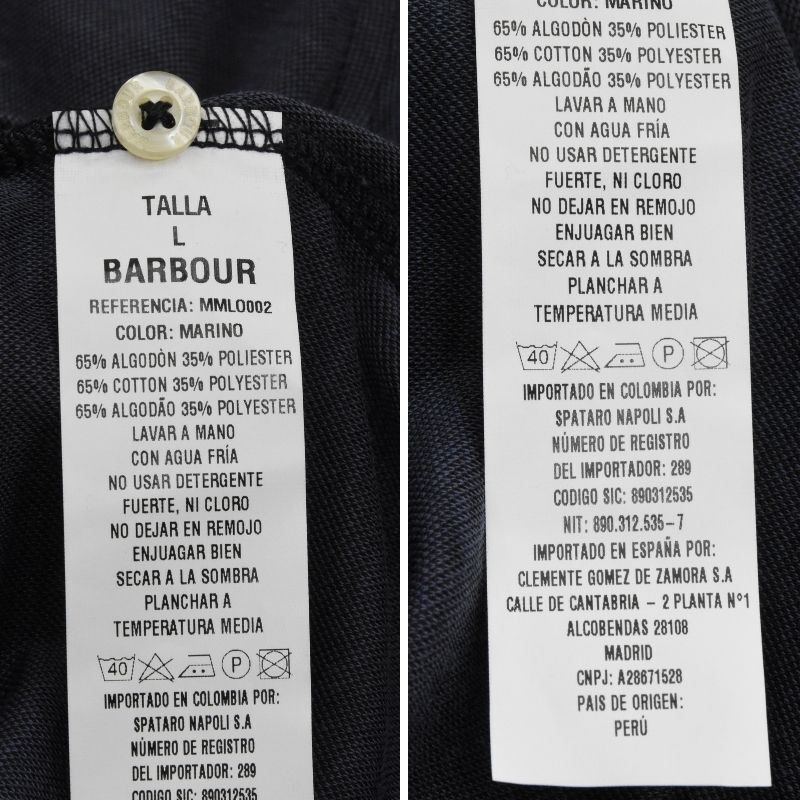 TALLA
L
BARBOUR
REFERENCIA: MML0002
COLOR: MARINO
65% ALGODÒN 35% POLIESTER
65% COTTON 35% POLYESTER
65% ALGODÃO 35% POLYESTER
LAVAR A MANO
CON AGUA FRÍA
NO USAR DETERGENTE
FUERTE, NI CLORO
NO DEJAR EN REMOJO
ENJUAGAR BIEN
SECAR A LA SOMBRA
PLANCHAR A
TEMPERATURA MEDIA
40 P
IMPORTADO EN COLOMBIA POR:
SPATARO NAPOLI S.A
NÚMERO DE REGISTRO
DEL IMPORTADOR: 289
CODIGO SIC: 890312535
COLOR: MARINO
65% ALGODÓN 35% POLIESTER
65% COTTON 35% POLYESTER
65% ALGODÃO 35% POLYESTER
LAVAR A MANO
CON AGUA FRÍA
NO USAR DETERGENTE
FUERTE, NI CLORO
NO DEJAR EN REMOJO
ENJUAGAR BIEN
SECAR A LA SOMBRA
PLANCHAR A
TEMPERATURA MEDIA
40 P
IMPORTADO EN COLOMBIA POR:
SPATARO NAPOLI S.A
NÚMERO DE REGISTRO
DEL IMPORTADOR: 289
CODIGO SIC: 890312535
NIT: 890.312.535-7
IMPORTADO EN ESPAÑA POR:
CLEMENTE GOMEZ DE ZAMORA S.A
CALLE DE CANTABRIA – 2 PLANTA N°1
ALCOBENDAS 28108
MADRID
CNPJ: A28671528
PAIS DE ORIGEN:
PERÚ